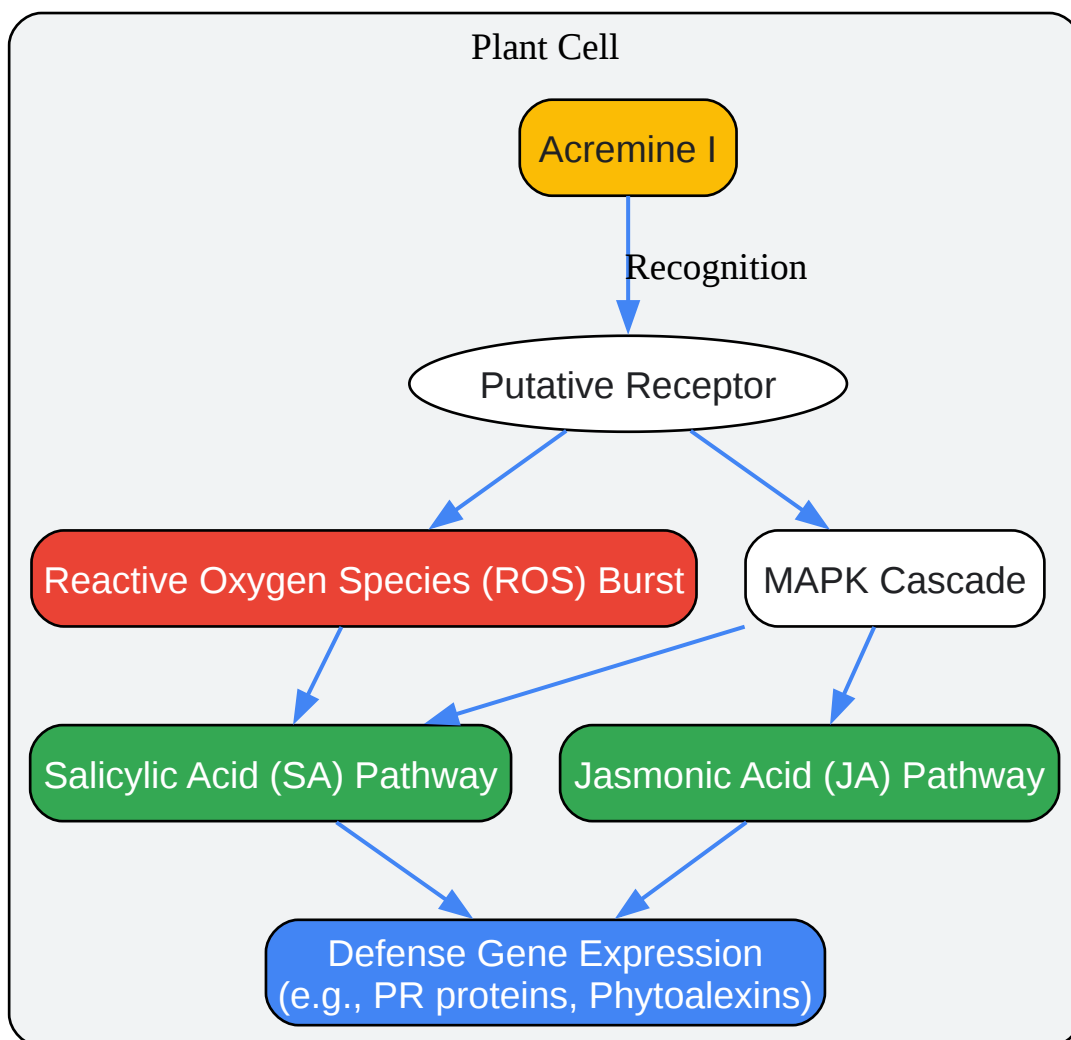 Plant Cell
Acremine I
Recognition
Putative Receptor
Reactive Oxygen Species (ROS) Burst
MAPK Cascade
Salicylic Acid (SA) Pathway
Jasmonic Acid (JA) Pathway
Defense Gene Expression
(e.g., PR proteins, Phytoalexins)